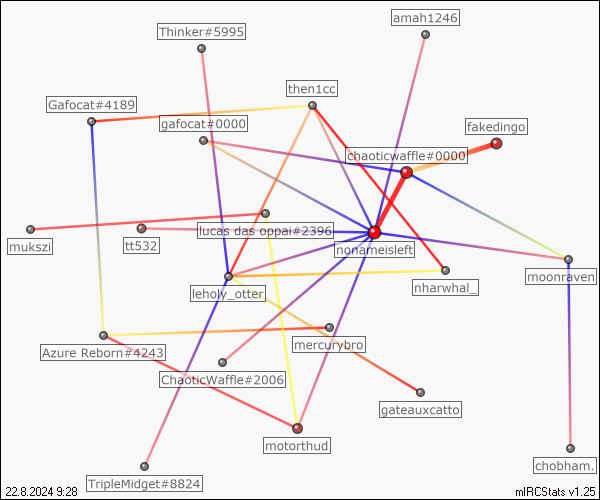 amah1246
Thinker#5995
then1cc
Gafocat#4189
gafocat#0000
fakedingo
chaoticwaffle#0000
lucas das oppai#2396
mukszi
tt532
nonameisleft
moonraven
leholy_otter
nharwhal_
mercurybro
Azure Reborn#4243
ChaoticWaffle#2006
gateauxcatto
motorthud
chobham.
TripleMidget#8824
22.8.2024 9:28
mIRCStats v1.25